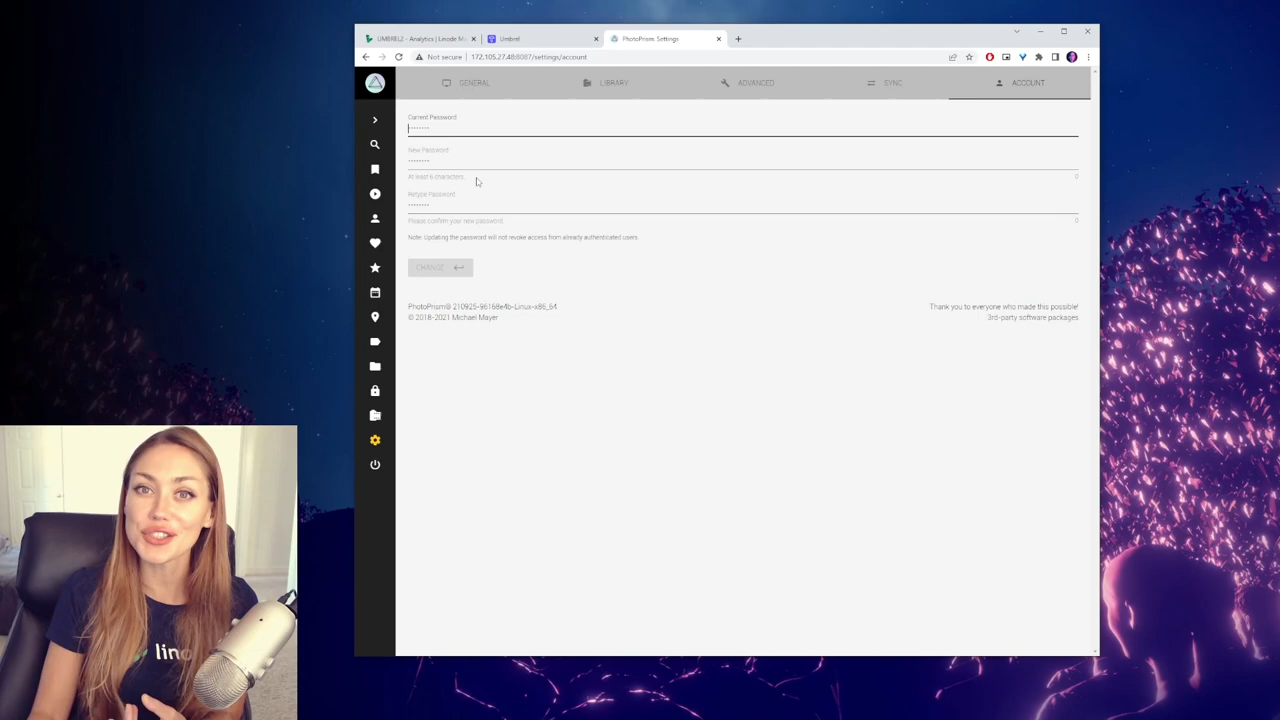 UMBREL2 - Analytics | Linode M
Umbrel
PhotoPrism: Settings
Not secure
172.105.27.48:8087/settings/account
GENERAL
LIBRARY
ADVANCED
SYNC
ACCOUNT
Current Password
New Password
At least 6 characters.
0
Retype Password
Please confirm your new password.
0
Note: Updating the password will not revoke access from already authenticated users.
CHANGE
PhotoPrism® 210925-96168e4b-Linux-x86_64
Thank you to everyone who made this possible!
© 2018-2021 Michael Mayer
3rd-party software packages
lino